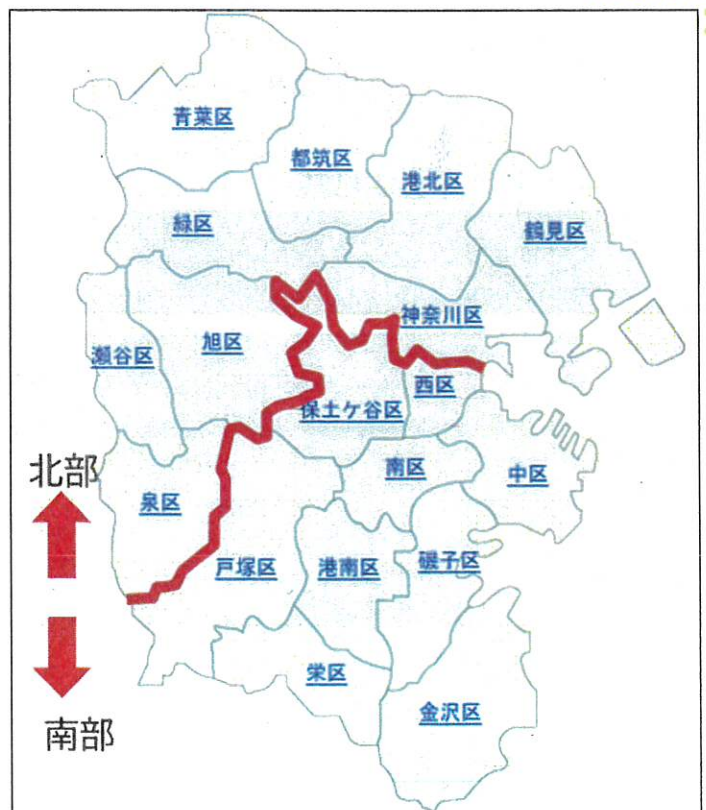 青葉区
都筑区
港北区
緑区
鶴見区
神奈川区
旭区
瀬谷区
西区
保土ケ谷区
南区
中区
北部
泉区
戸塚区
港南区
磯子区
栄区
金沢区
南部